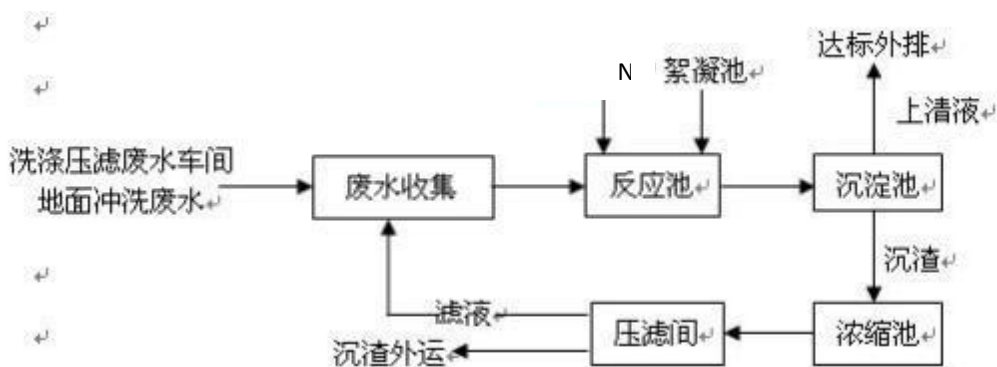 达标外排
N 絮凝池
上清液
洗涤压滤废水车间
地面冲洗废水
废水收集
反应池
沉淀池
沉渣
滤液
压滤间
浓缩池
沉渣外运